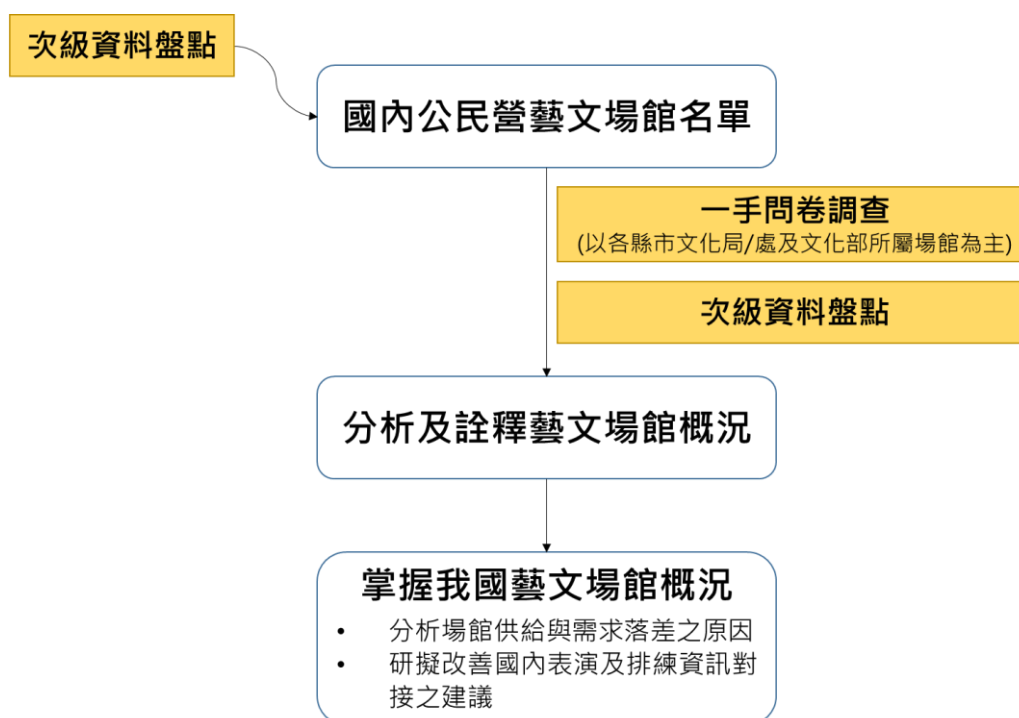 次級資料盤點
國內公民營藝文場館名單
一手問卷調查
(以各縣市文化局/處及文化部所屬場館為主)
次級資料盤點
分析及詮釋藝文場館概況
掌握我國藝文場館概況
• 分析場館供給與需求落差之原因
• 研擬改善國內表演及排練資訊對
接之建議